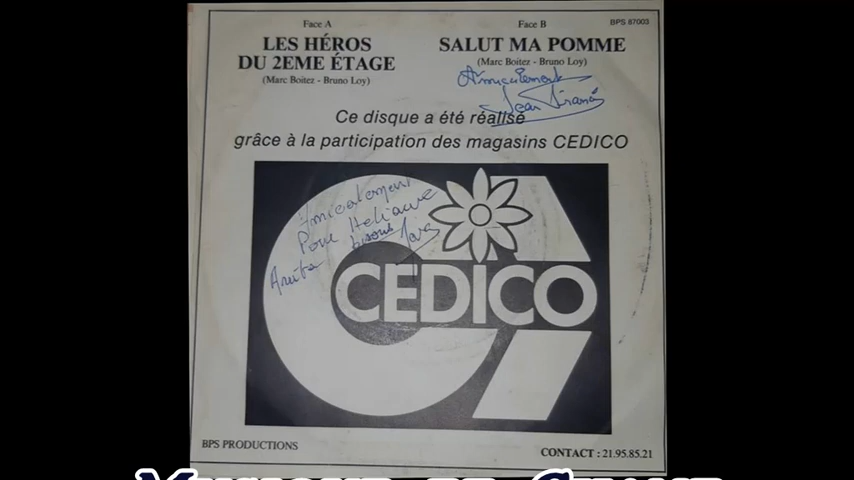 Face A
LES HÉROS
DU 2EME ÉTAGE
(Marc Boitez - Bruno Loy)
Face B
SALUT MA POMME
(Marc Boitez - Bruno Loy)
BPS 87003
Amicalement
Jean
Ce disque a été réalisé
grâce à la participation des magasins CEDICO
Amicalement
Pour Heliane
bisous
CEDICO
BPS PRODUCTIONS
CONTACT : 21.95.85.21